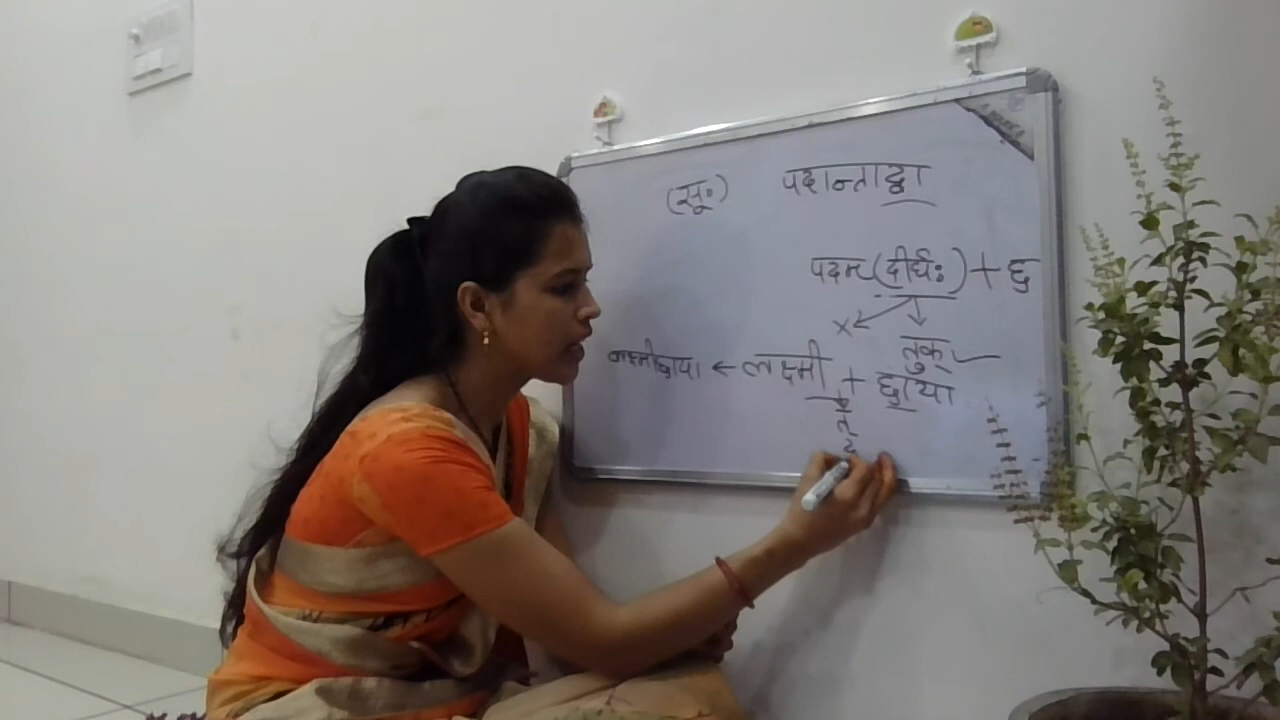 (सू॰) पदान्ताद्वा
पदान्त (दीर्घः) + छ
× तुक्
लक्ष्मीछाया ← लक्ष्मी + छाया
त्